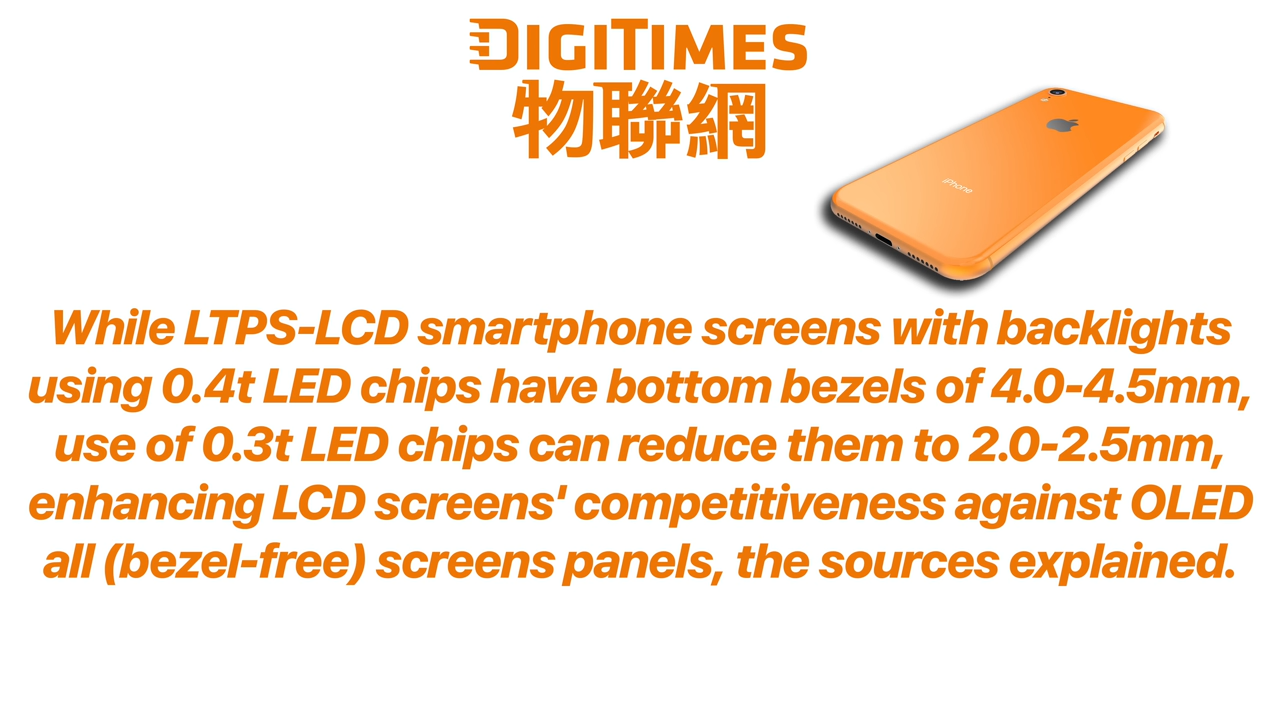 DIGITIMES
物聯網
iPhone
While LTPS-LCD smartphone screens with backlights
using 0.4t LED chips have bottom bezels of 4.0-4.5mm,
use of 0.3t LED chips can reduce them to 2.0-2.5mm,
enhancing LCD screens' competitiveness against OLED
all (bezel-free) screens panels, the sources explained.